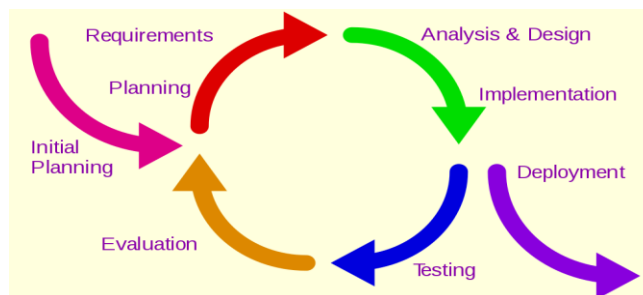 Requirements
Analysis & Design
Planning
Implementation
Initial
Planning
Deployment
Evaluation
Testing